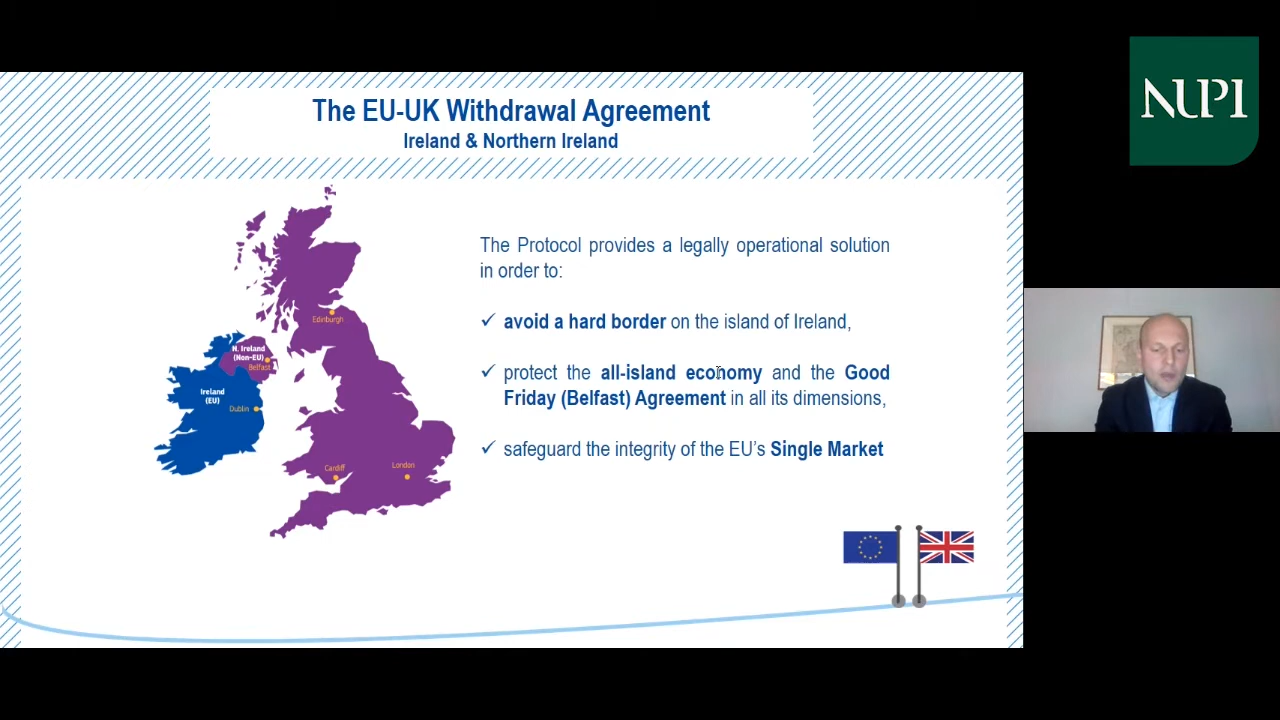 The EU-UK Withdrawal Agreement
Ireland & Northern Ireland
NUPI
The Protocol provides a legally operational solution
in order to:
✓ avoid a hard border on the island of Ireland,
✓ protect the all-island economy and the Good
Friday (Belfast) Agreement in all its dimensions,
✓ safeguard the integrity of the EU's Single Market
Edinburgh
N. Ireland
(Non-EU)
Belfast
Ireland
(EU)
Dublin
Cardiff
London